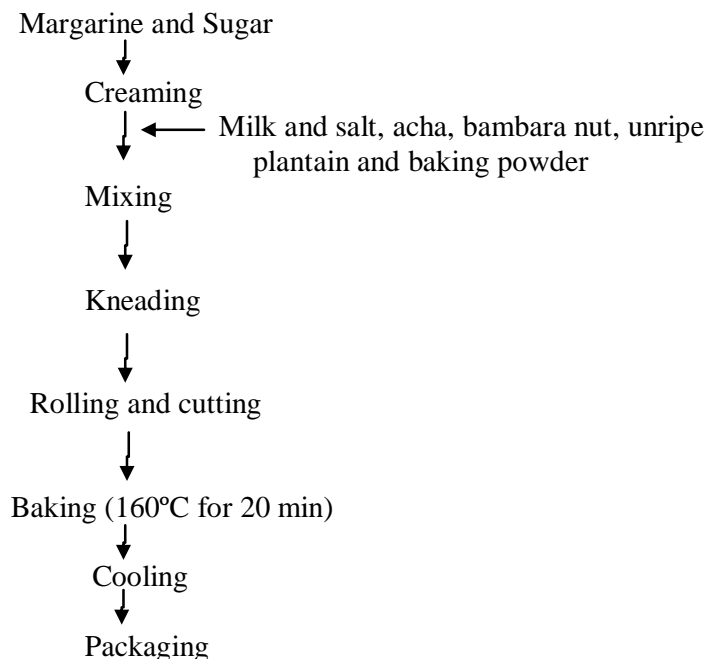 Margarine and Sugar
Creaming
Milk and salt, acha, bambara nut, unripe
plantain and baking powder
Mixing
Kneading
Rolling and cutting
Baking (160ºC for 20 min)
Cooling
Packaging